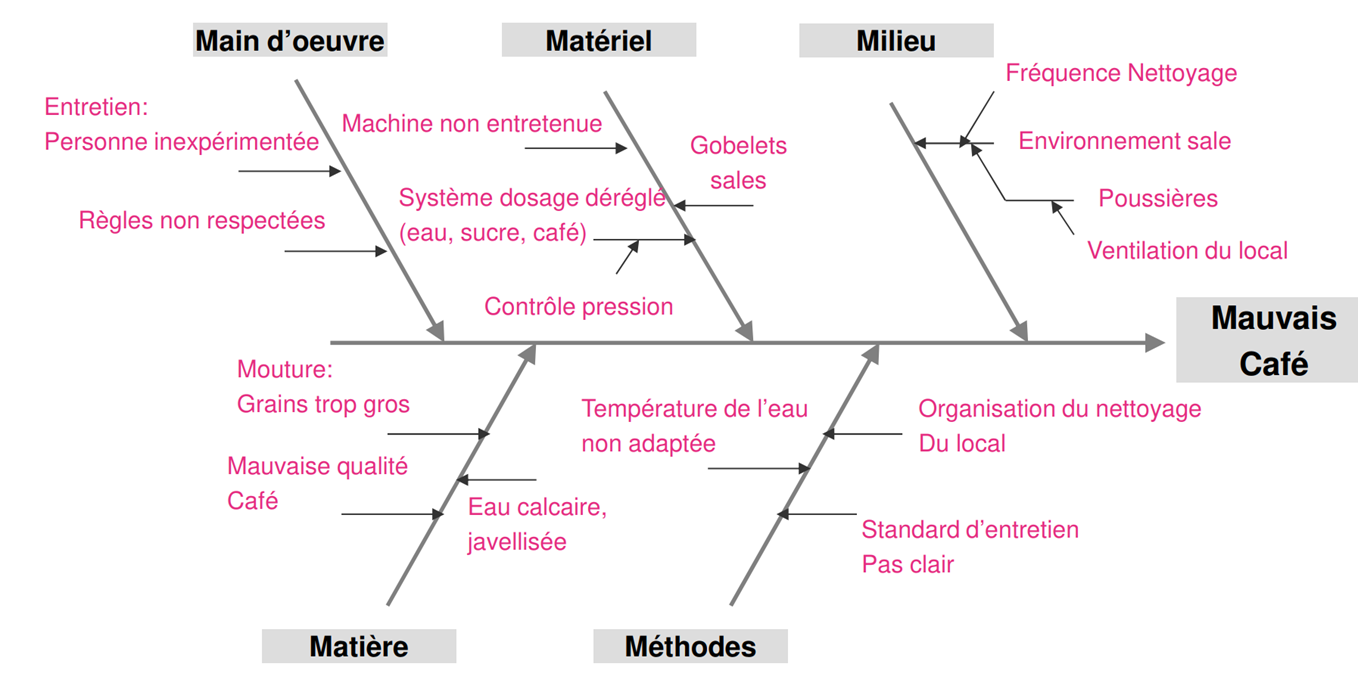 Main d’oeuvre
Matériel
Milieu
Fréquence Nettoyage
Entretien:
Personne inexpérimentée
Machine non entretenue
Gobelets
sales
Environnement sale
Système dosage déréglé
(eau, sucre, café)
Poussières
Règles non respectées
Ventilation du local
Contrôle pression
Mauvais
Café
Mouture:
Grains trop gros
Température de l’eau
non adaptée
Organisation du nettoyage
Du local
Mauvaise qualité
Café
Eau calcaire,
javellisée
Standard d’entretien
Pas clair
Matière
Méthodes